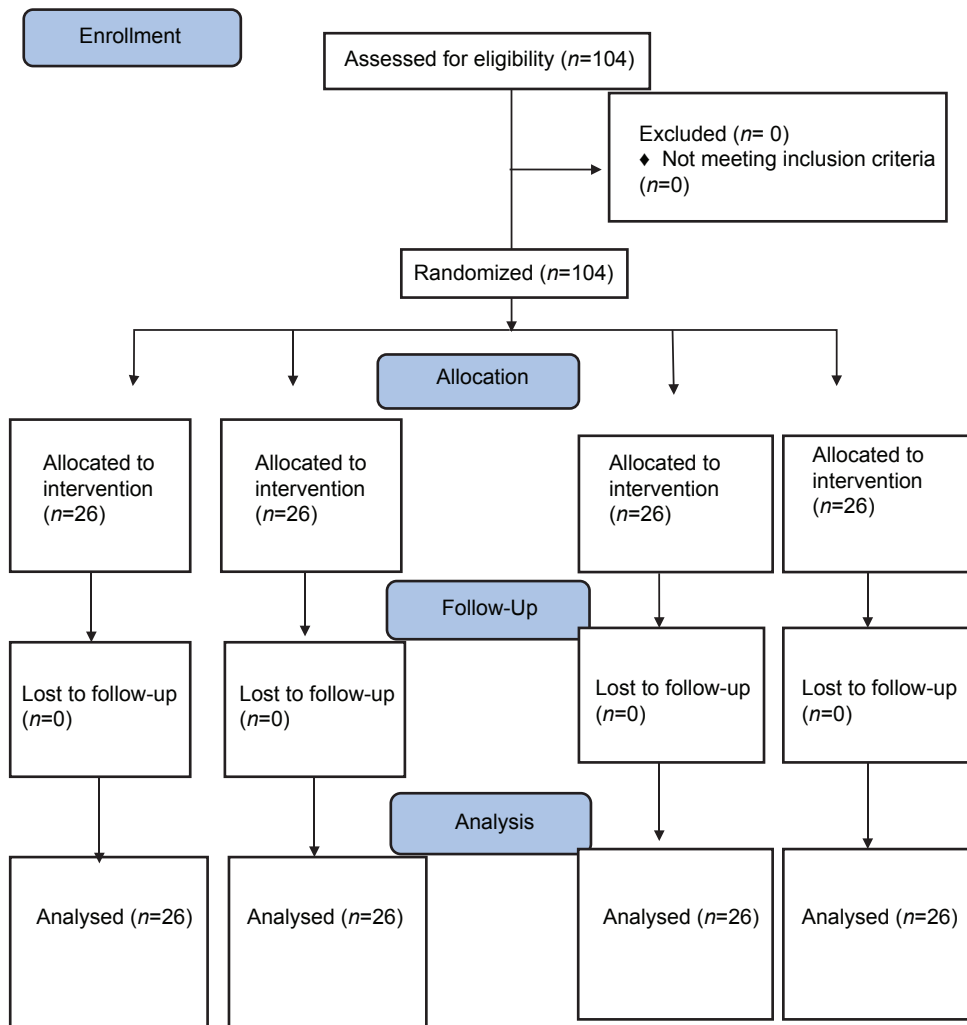 Enrollment
Assessed for eligibility (n=104)
Excluded (n= 0)
♦ Not meeting inclusion criteria
(n=0)
Randomized (n=104)
Allocation
Allocated to
intervention
(n=26)
Allocated to
intervention
(n=26)
Allocated to
intervention
(n=26)
Allocated to
intervention
(n=26)
Follow-Up
Lost to follow-up
(n=0)
Lost to follow-up
(n=0)
Lost to follow-up
(n=0)
Lost to follow-up
(n=0)
Analysis
Analysed (n=26)
Analysed (n=26)
Analysed (n=26)
Analysed (n=26)